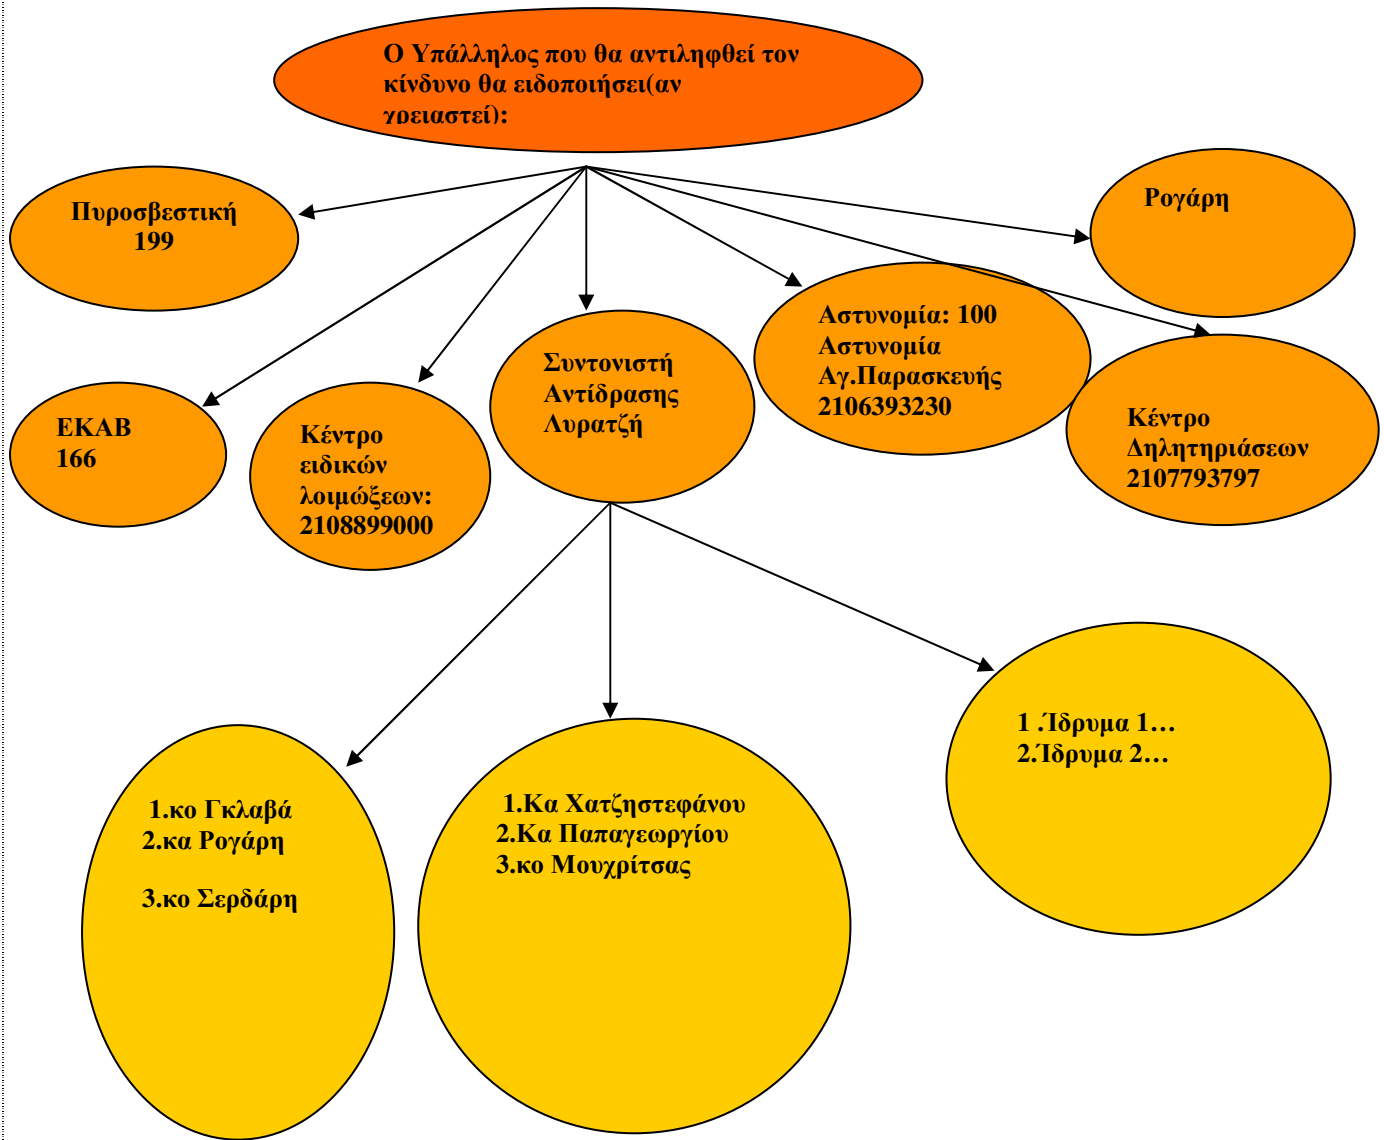 Ο Υπάλληλος που θα αντιληφθεί τον
κίνδυνο θα ειδοποιήσει(αν
χρειαστεί):
Πυροσβεστική
199
Ρογάρη
Αστυνομία: 100
Αστυνομία
Αγ.Παρασκευής
2106393230
Συντονιστή
Αντίδρασης
Λυρατζή
ΕΚΑΒ
166
Κέντρο
ειδικών
λοιμώξεων:
2108899000
Κέντρο
Δηλητηριάσεων
2107793797
1 .Ίδρυμα 1…
2.Ίδρυμα 2…
1.κο Γκλαβά
2.κα Ρογάρη
3.κο Σερδάρη
1.Κα Χατζηστεφάνου
2.Κα Παπαγεωργίου
3.κο Μουχρίτσας